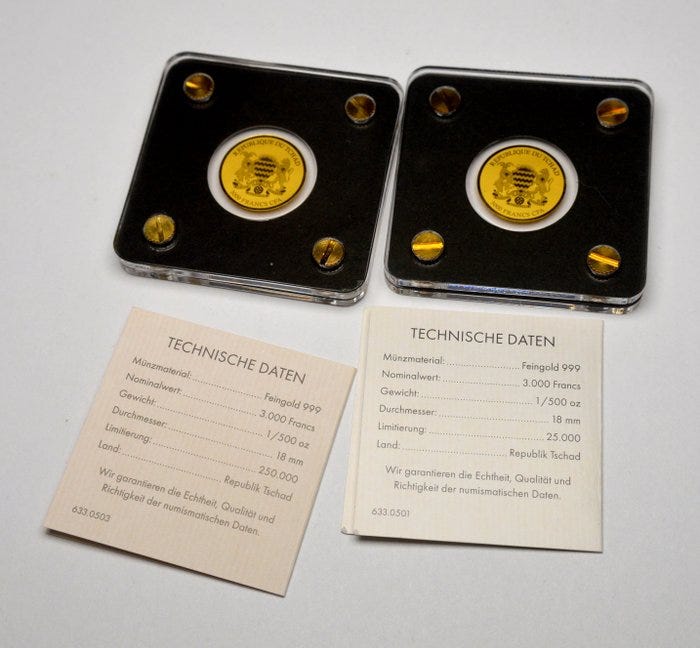 REPUBLIQUE DU TCHAD
3000 FRANCS CFA
REPUBLIQUE DU TCHAD
3000 FRANCS CFA
TECHNISCHE DATEN
Münzmaterial:........................Feingold 999
Nominalwert:........................3.000 Francs
Gewicht:........................1/500 oz
Durchmesser:........................18 mm
Limitierung:........................250.000
Land:........................Republik Tschad
Wir garantieren die Echtheit, Qualität und
Richtigkeit der numismatischen Daten.
633.0503
TECHNISCHE DATEN
Münzmaterial:........................Feingold 999
Nominalwert:........................3.000 Francs
Gewicht:........................1/500 oz
Durchmesser:........................18 mm
Limitierung:........................25.000
Land:........................Republik Tschad
Wir garantieren die Echtheit, Qualität und
Richtigkeit der numismatischen Daten.
633.0501